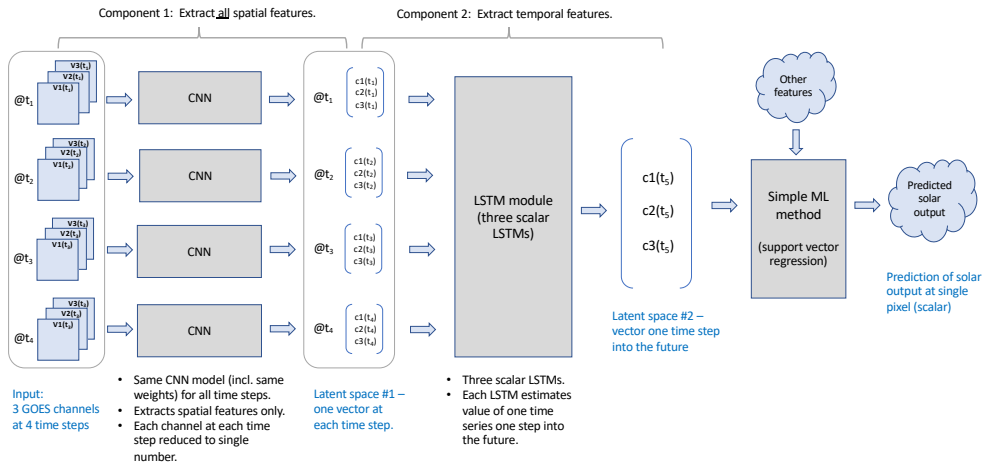 Component 1: Extract all spatial features.
Component 2: Extract temporal features.
@t1
V3(t1)
V2(t1)
V1(t1)
CNN
@t1
c1(t1)
c2(t1)
c3(t1)
@t2
V3(t2)
V2(t2)
V1(t2)
CNN
@t2
c1(t2)
c2(t2)
c3(t2)
@t3
V3(t3)
V2(t3)
V1(t3)
CNN
@t3
c1(t3)
c2(t3)
c3(t3)
@t4
V3(t3)
V2(t3)
V1(t3)
CNN
@t4
c1(t4)
c2(t4)
c3(t4)
LSTM module
(three scalar
LSTMs)
c1(t5)
c2(t5)
c3(t5)
Other
features
Simple ML
method
(support vector
regression)
Predicted
solar
output
Prediction of solar
output at single
pixel (scalar)
Latent space #2 –
vector one time step
into the future
Input:
3 GOES channels
at 4 time steps
• Same CNN model (incl. same
weights) for all time steps.
• Extracts spatial features only.
• Each channel at each time
step reduced to single
number.
Latent space #1 –
one vector at
each time step.
• Three scalar LSTMs.
• Each LSTM estimates
value of one time
series one step into
the future.